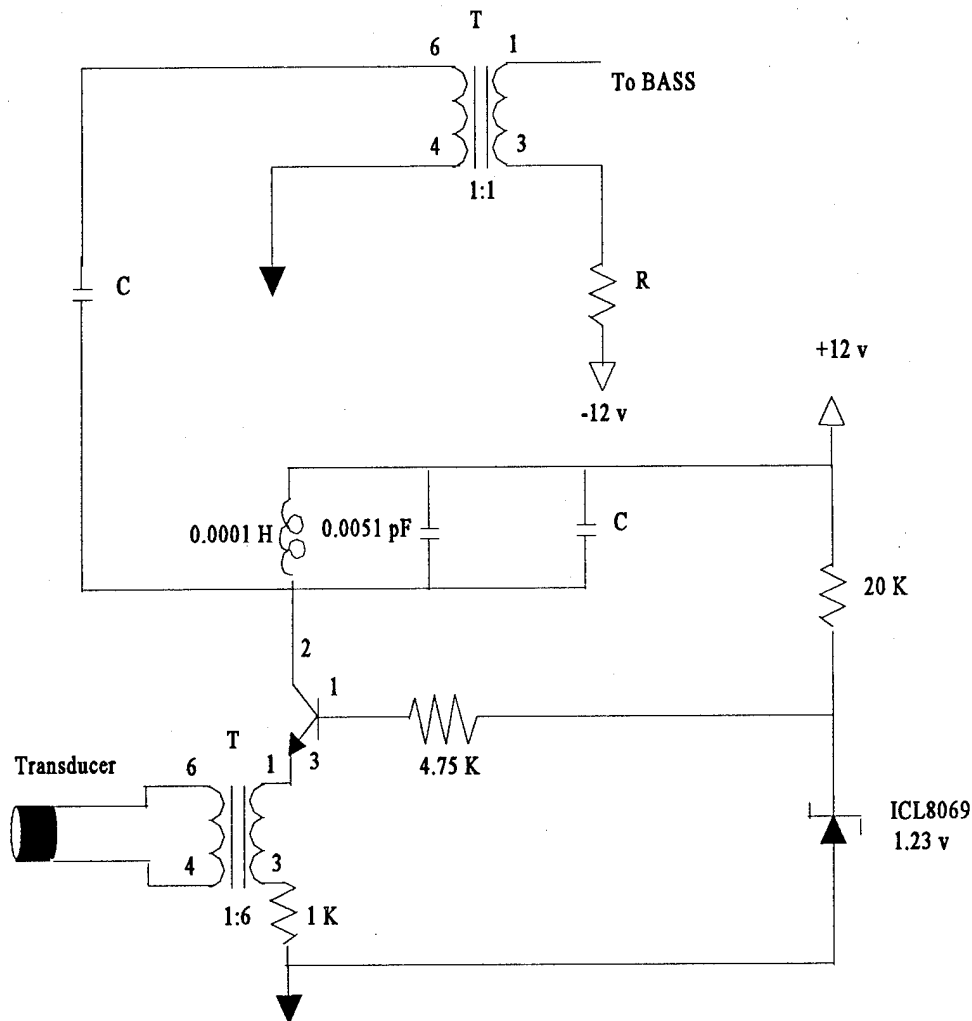 T
6
1
To BASS
4
3
1:1
C
R
+12 v
-12 v
0.0001 H
0.0051 pF
C
20 K
2
1
T
3
4.75 K
Transducer
6
1
ICL8069
1.23 v
4
3
1:6
1 K